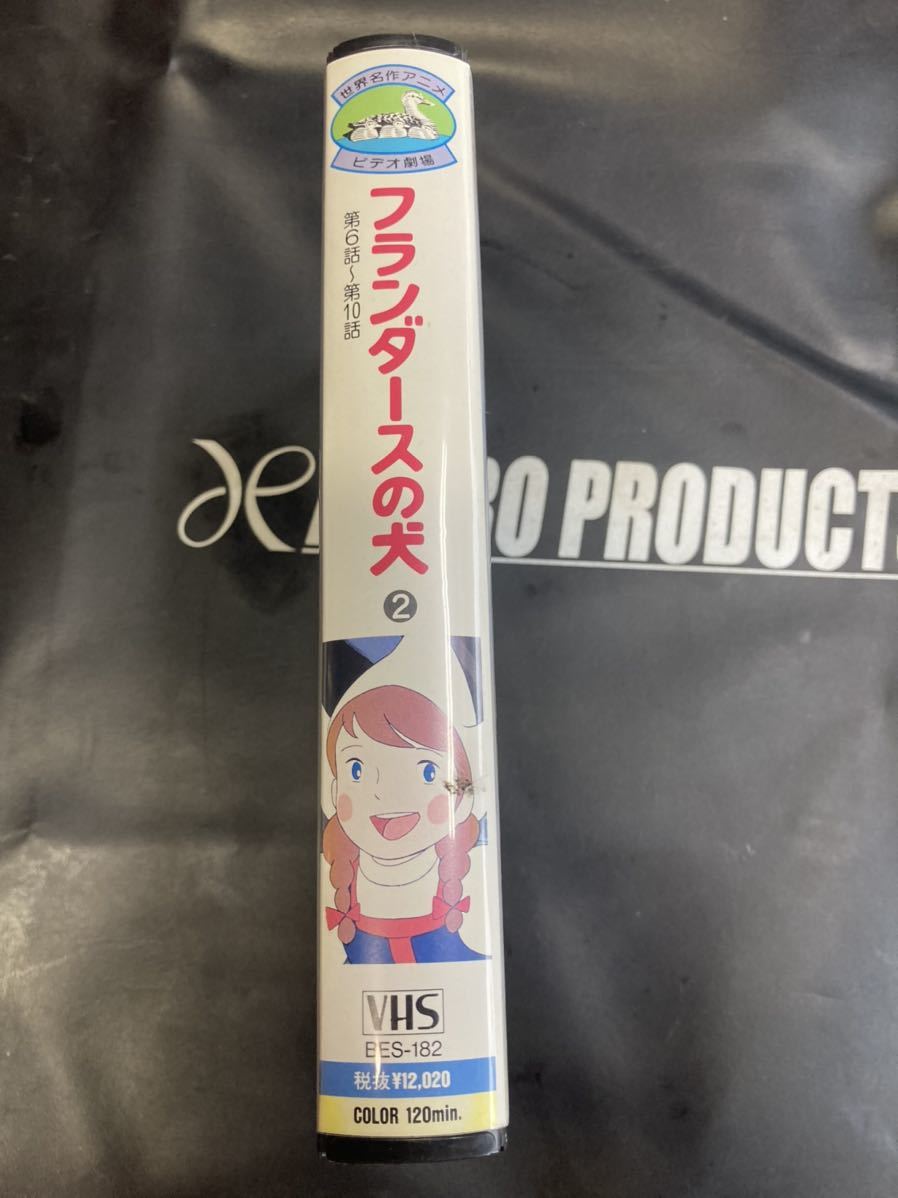 世界名作アニメ
ビデオ劇場
フランダースの犬
第6話〜第10話
2
VHS
BES-182
税抜¥12,020
COLOR 120min.
PRODUCT